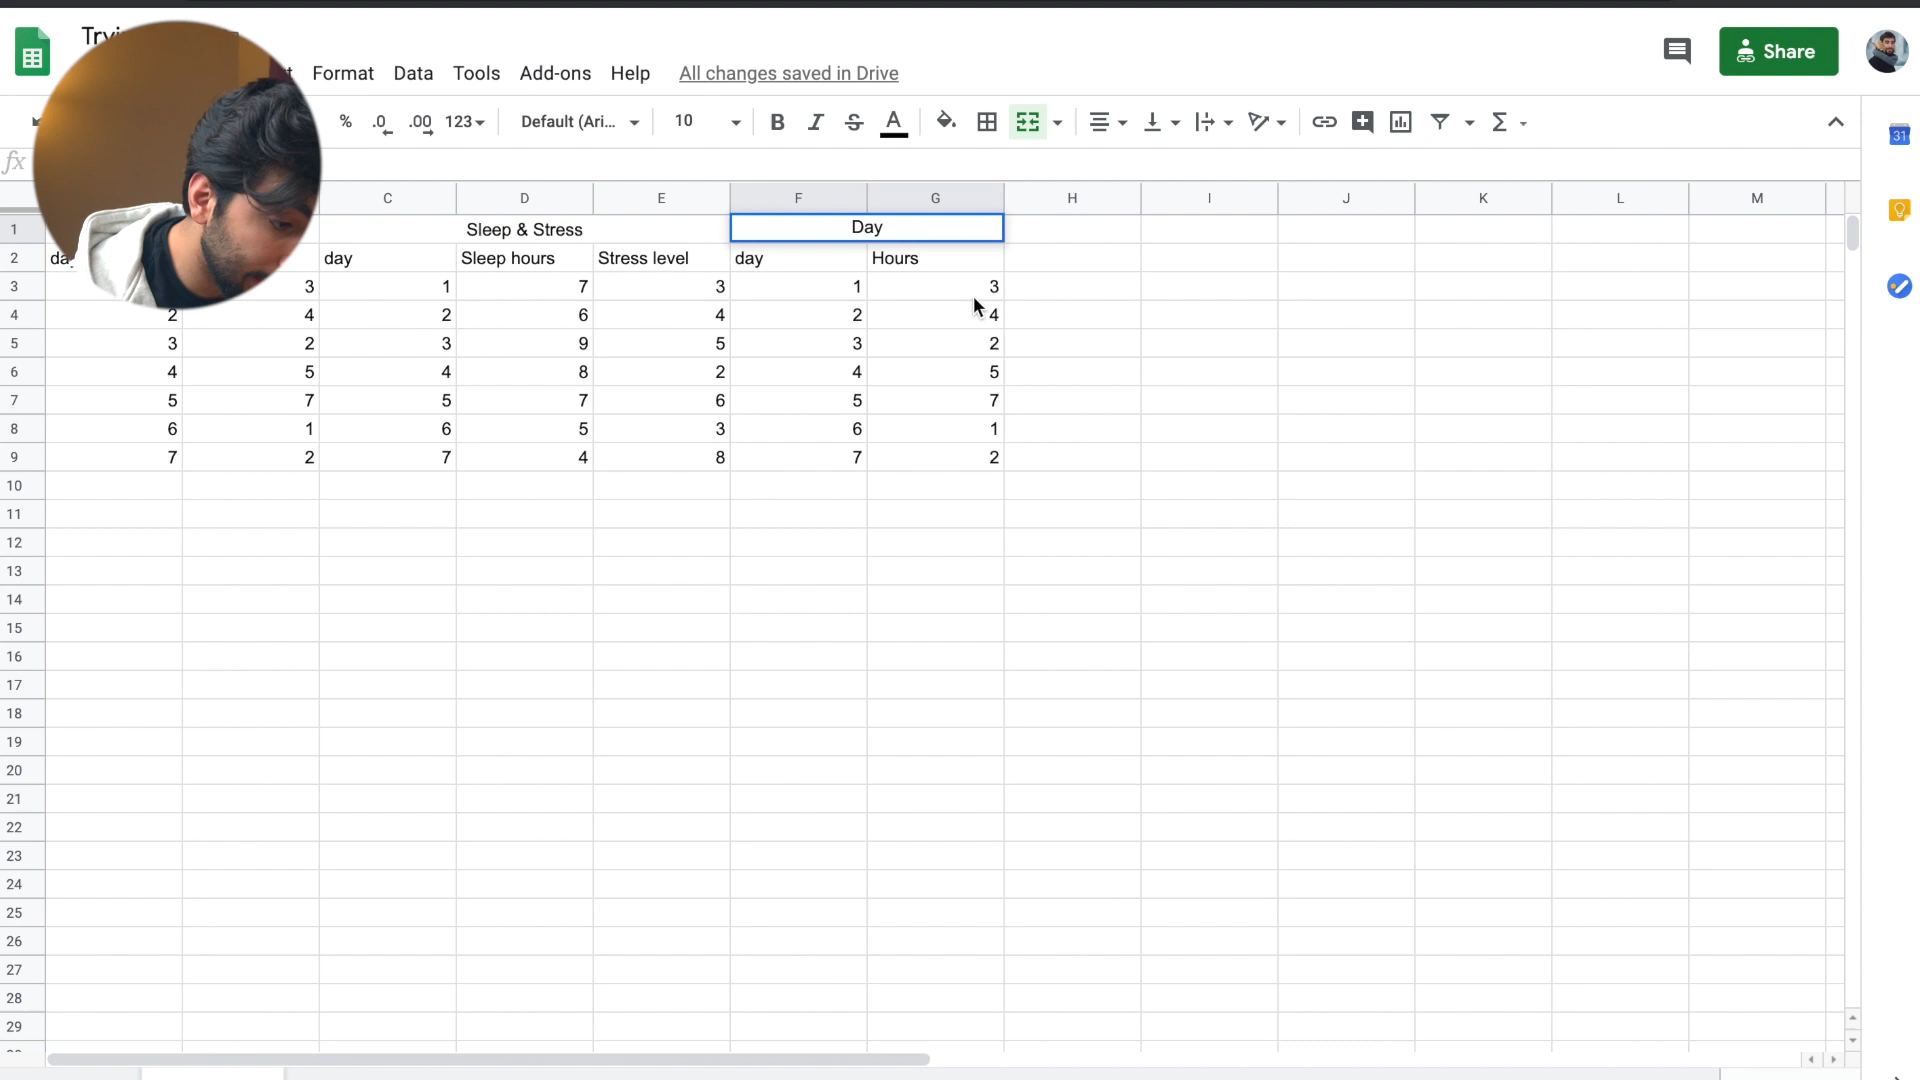 Format Data Tools Add-ons Help All changes saved in Drive Share
% .0 .00 123 Default (Ari... 10 B I S A Σ
31
fx
C D E F G H I J K L M
1 Sleep & Stress Day
2 day Sleep hours Stress level day Hours
3 3 1 7 3 1 3
4 2 4 2 6 4 2 4
5 3 2 3 9 5 3 2
6 4 5 4 8 2 4 5
7 5 7 5 7 6 5 7
8 6 1 6 5 3 6 1
9 7 2 7 4 8 7 2
10
11
12
13
14
15
16
17
18
19
20
21
22
23
24
25
26
27
28
29